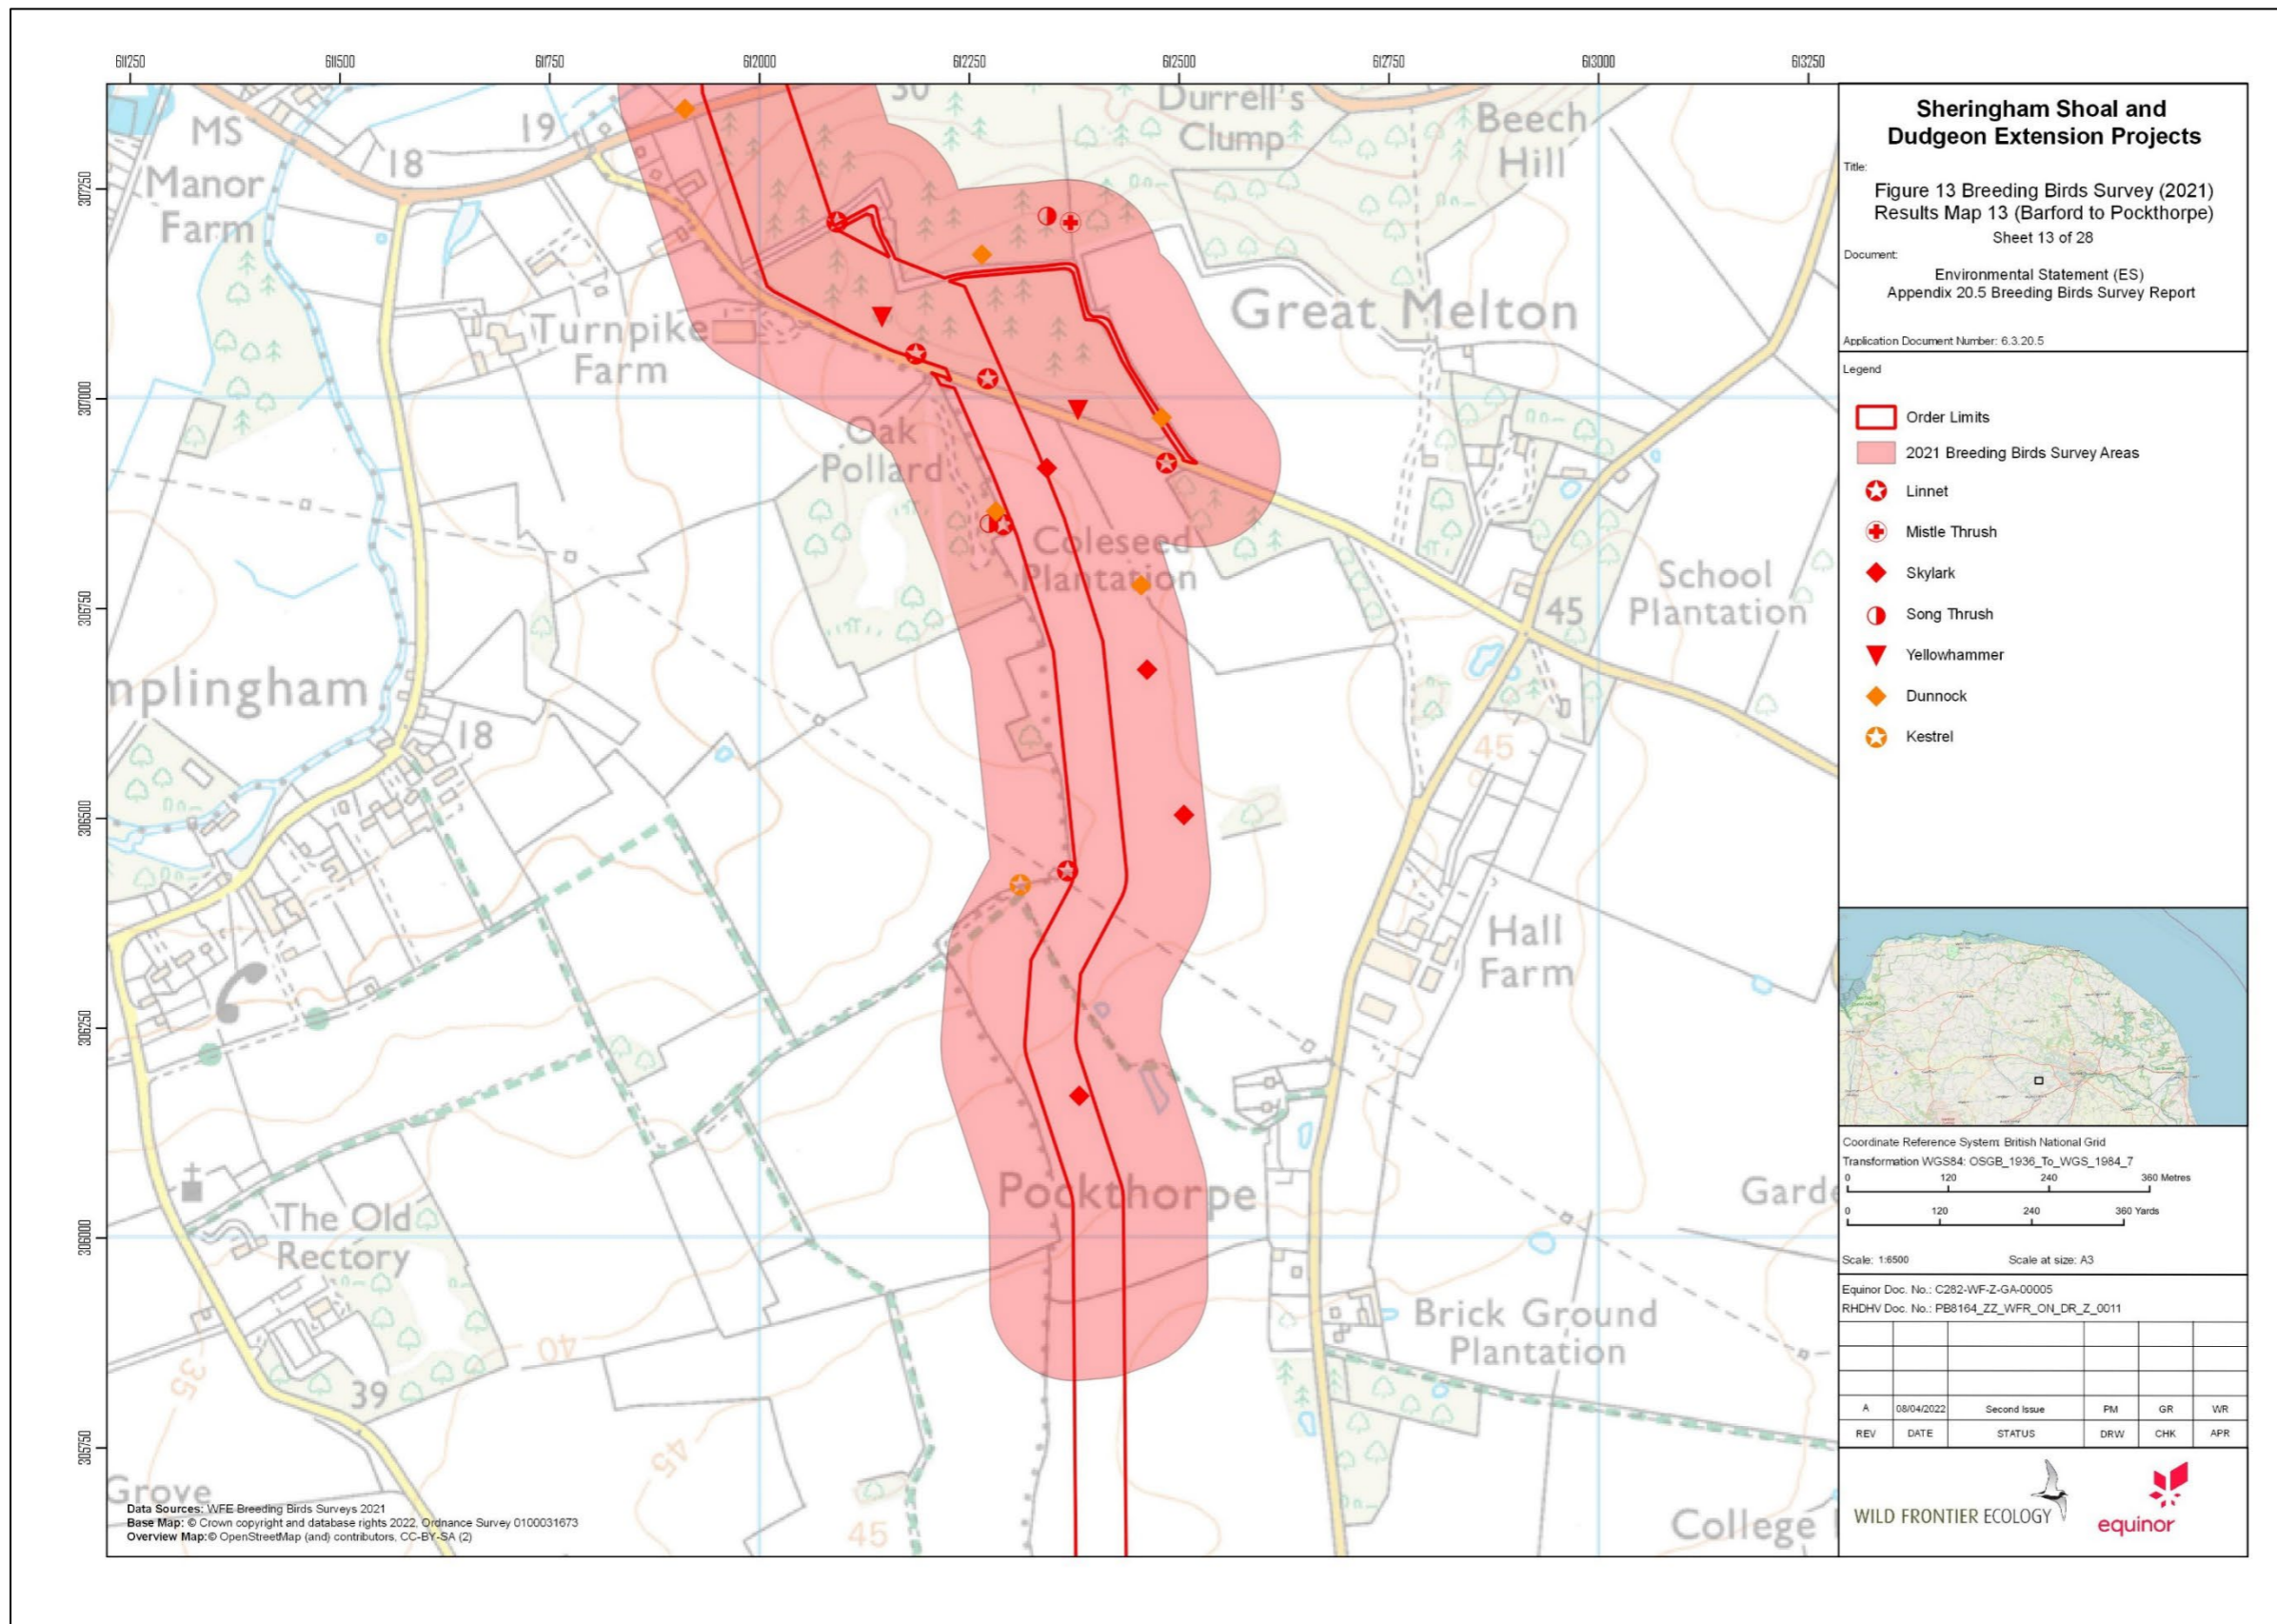 611250
611500
611750
612000
612250
612500
612750
613000
613250
307250
307000
306750
306500
306250
306000
305750
MS
Manor
Farm
18
19
30
Durrell's
Clump
Beech
Hill
Turnpike
Farm
Great Melton
Oak
Pollard
Coleseed
Plantation
School
Plantation
45
mplingham
18
45
Hall
Farm
Pockthorpe
Garde
The Old
Rectory
39
40
35
45
45
Brick Ground
Plantation
Grove
College
Data Sources: WFE Breeding Birds Surveys 2021
Base Map: © Crown copyright and database rights 2022, Ordnance Survey 0100031673
Overview Map:© OpenStreetMap (and) contributors, CC-BY-SA (2)
Sheringham Shoal and
Dudgeon Extension Projects
Title:
Figure 13 Breeding Birds Survey (2021)
Results Map 13 (Barford to Pockthorpe)
Sheet 13 of 28
Document:
Environmental Statement (ES)
Appendix 20.5 Breeding Birds Survey Report
Application Document Number: 6.3.20.5
Legend
Order Limits
2021 Breeding Birds Survey Areas
Linnet
Mistle Thrush
Skylark
Song Thrush
Yellowhammer
Dunnock
Kestrel
Coordinate Reference System: British National Grid
Transformation WGS84: OSGB_1936_To_WGS_1984_7
0 120 240 360 Metres
0 120 240 360 Yards
Scale: 1:6500 Scale at size: A3
Equinor Doc. No.: C282-WF-Z-GA-00005
RHDHV Doc. No.: PB8164_ZZ_WFR_ON_DR_Z_0011
A 08/04/2022 Second Issue PM GR WR
REV DATE STATUS DRW CHK APR
WILD FRONTIER ECOLOGY
equinor